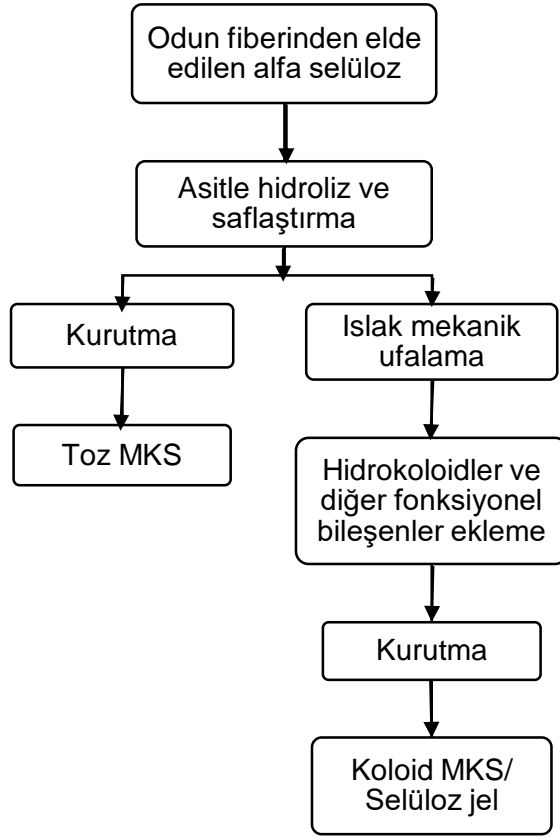 Odun fiberinden elde
edilen alfa selüloz
Asitle hidroliz ve
saflaştırma
Kurutma
Toz MKS
Islak mekanik
ufalama
Hidrokoloidler ve
diğer fonksiyonel
bileşenler ekleme
Kurutma
Koloid MKS/
Selüloz jel